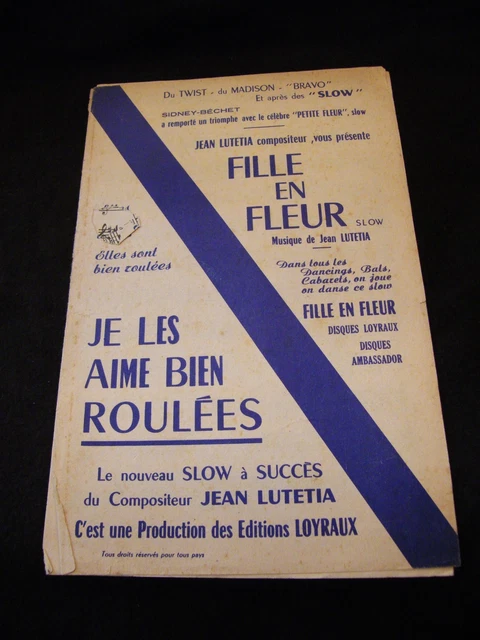 Du TWIST - du MADISON - "BRAVO"
Et après des "SLOW"
SIDNEY-BÉCHET
a remporté un triomphe avec le célèbre "PETITE FLEUR", slow
JEAN LUTETIA compositeur ,vous présente
FILLE
EN
FLEUR SLOW
Musique de Jean LUTETIA
Dans tous les
Dancings, Bals,
Cabarets, on joue
on danse ce slow
FILLE EN FLEUR
DISQUES LOYRAUX
DISQUES
AMBASSADOR
Elles sont
bien roulées
JE LES
AIME BIEN
ROULÉES
Le nouveau SLOW à SUCCÈS
du Compositeur JEAN LUTETIA
C'est une Production des Editions LOYRAUX
Tous droits réservés pour tous pays